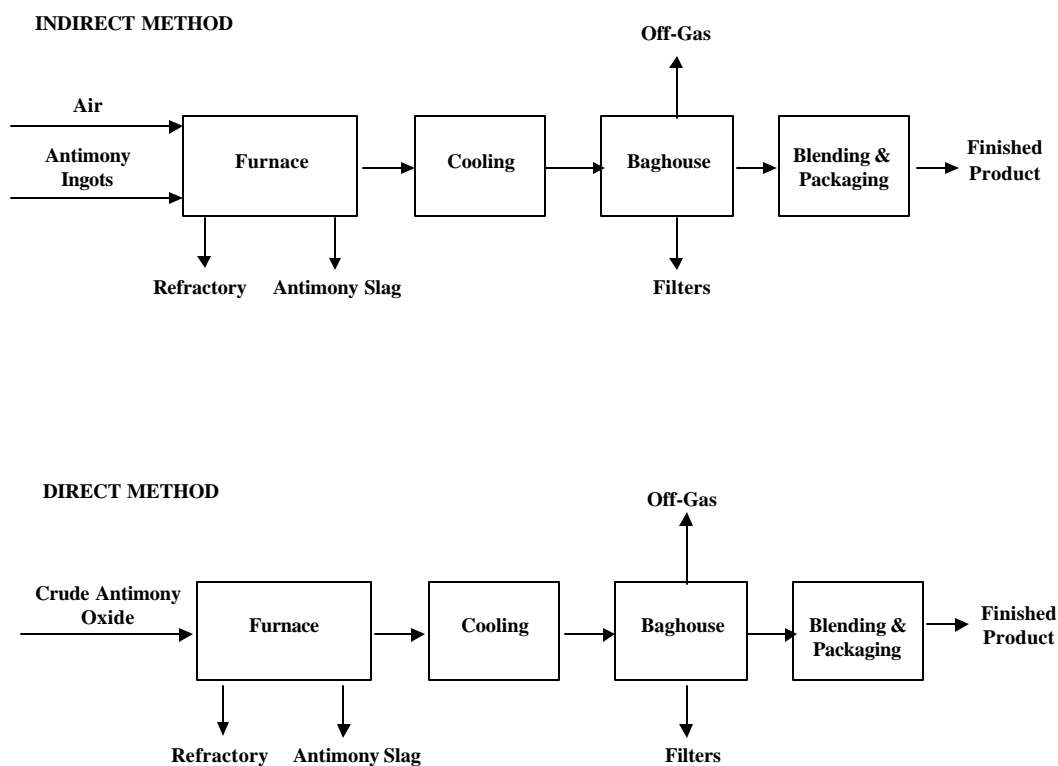 INDIRECT METHOD
Off-Gas
Air
Antimony
Ingots
Furnace
Cooling
Baghouse
Blending &
Packaging
Finished
Product
Refractory
Antimony Slag
Filters
DIRECT METHOD
Off-Gas
Crude Antimony
Oxide
Furnace
Cooling
Baghouse
Blending &
Packaging
Finished
Product
Refractory
Antimony Slag
Filters